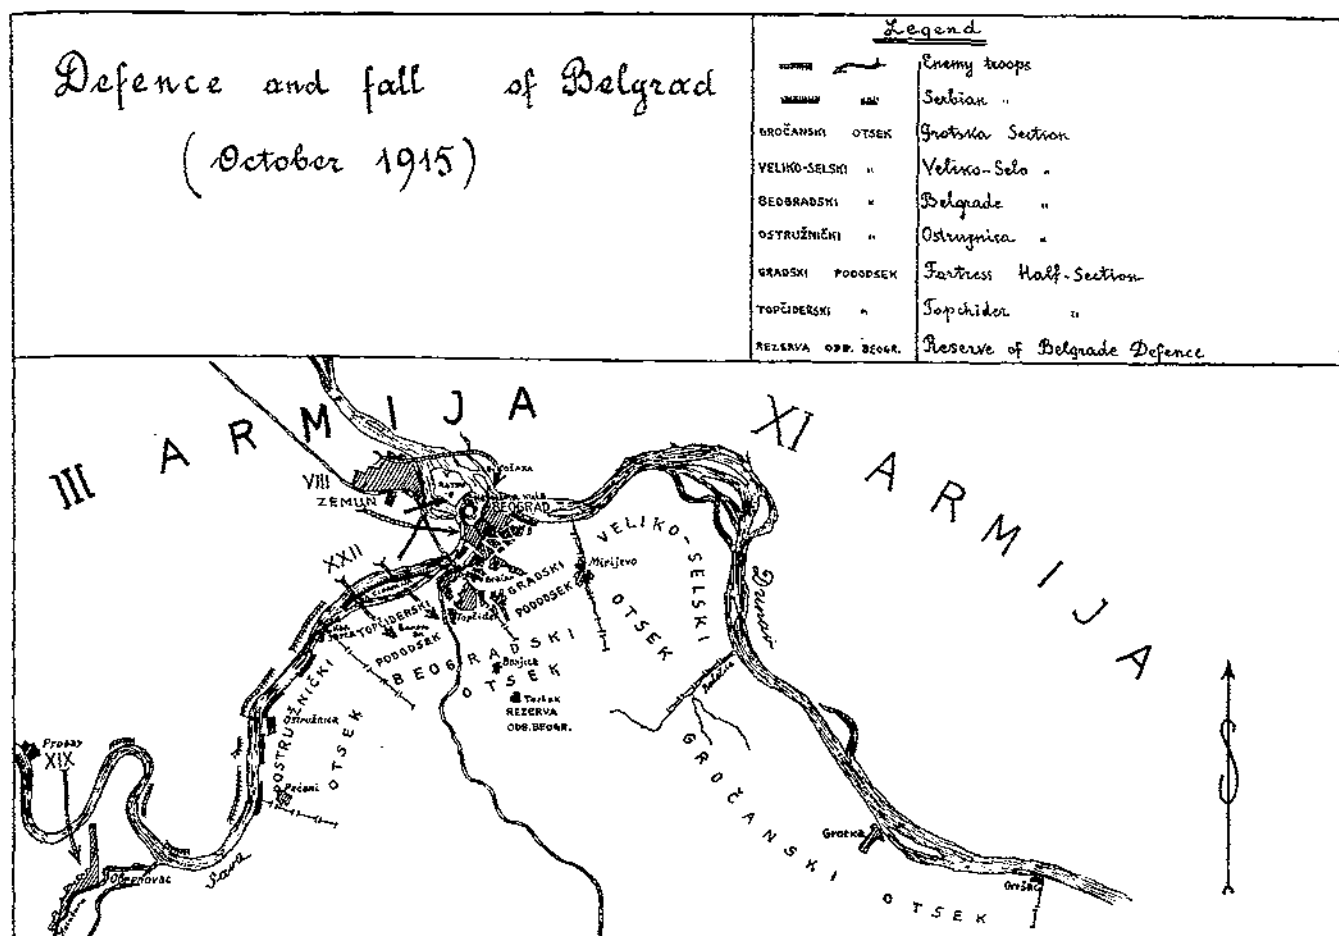 Defence and fall of Belgrad
(October 1915)
Legend
Enemy troops
Serbian "
GROČANSKI OTSEK Grotska Section
VELIKO-SELSKI " Veliko-Selo "
BEOGRADSKI " Belgrade "
OSTRUŽNIČKI " Ostruznica "
GRADSKI PODODSEK Fortress Half-Section
TOPČIDERSKI " Topchider "
REZERVA ODB. BEOGR. Reserve of Belgrade Defence
III ARMIJA
XI ARMIJA
VIII
ZEMUN
BEOGRAD
XXII
VELIKO-SELSKI
OTSEK
Mirijevo
Dunav
GRADSKI
PODODSEK
Topčider
TOPČIDERSKI
PODODSEK
BEOGRADSKI
OTSEK
Banjica
Torlak
REZERVA
ODB. BEOGR.
OSTRUŽNIČKI
OTSEK
Ostružnica
Pećani
XIX
Sava
Obrenovac
GROČANSKI OTSEK
Grocka